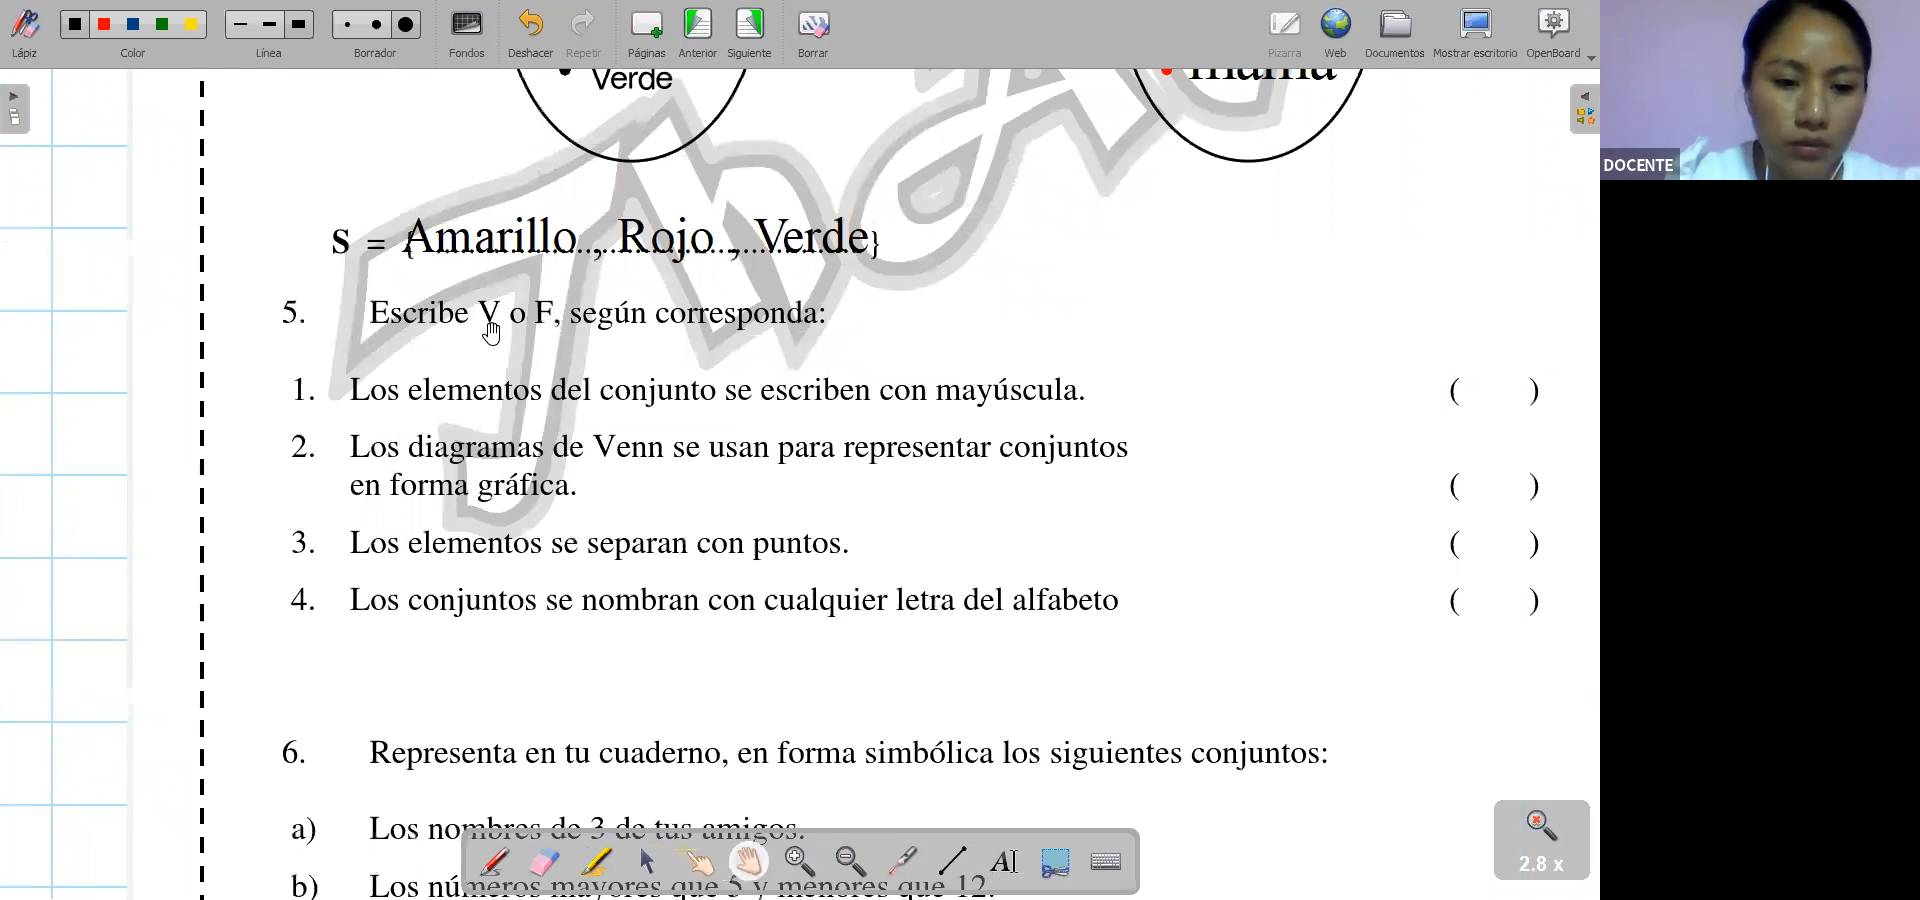 Lápiz
Color
Línea
Borrador
Fondos
Deshacer
Repetir
Páginas
Anterior
Siguiente
Borrar
Pizarra
Web
Documentos
Mostrar escritorio
OpenBoard
DOCENTE
• Verde
• mamá
S = {Amarillo, Rojo, Verde}
5. Escribe V o F, según corresponda:
1. Los elementos del conjunto se escriben con mayúscula. ( )
2. Los diagramas de Venn se usan para representar conjuntos
en forma gráfica. ( )
3. Los elementos se separan con puntos. ( )
4. Los conjuntos se nombran con cualquier letra del alfabeto ( )
6. Representa en tu cuaderno, en forma simbólica los siguientes conjuntos:
a) Los nombres de 3 de tus amigos.
b) Los números mayores que 5 y menores que 12.
AI
2.8 x